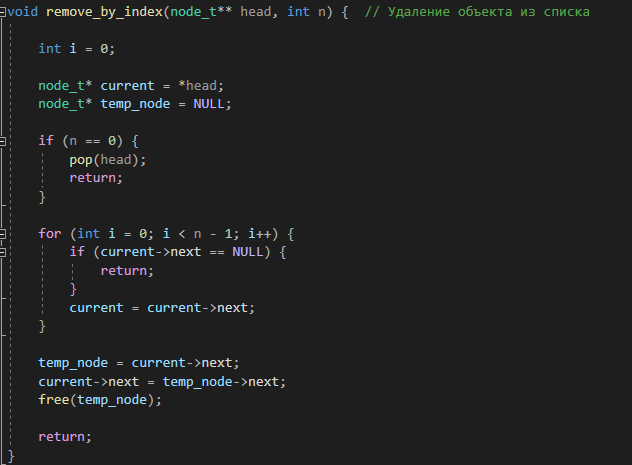 void remove_by_index(node_t** head, int n) {  // Удаление объекта из списка
int i = 0;
node_t* current = *head;
node_t* temp_node = NULL;
if (n == 0) {
pop(head);
return;
}
for (int i = 0; i < n - 1; i++) {
if (current->next == NULL) {
return;
}
current = current->next;
}
temp_node = current->next;
current->next = temp_node->next;
free(temp_node);
return;
}